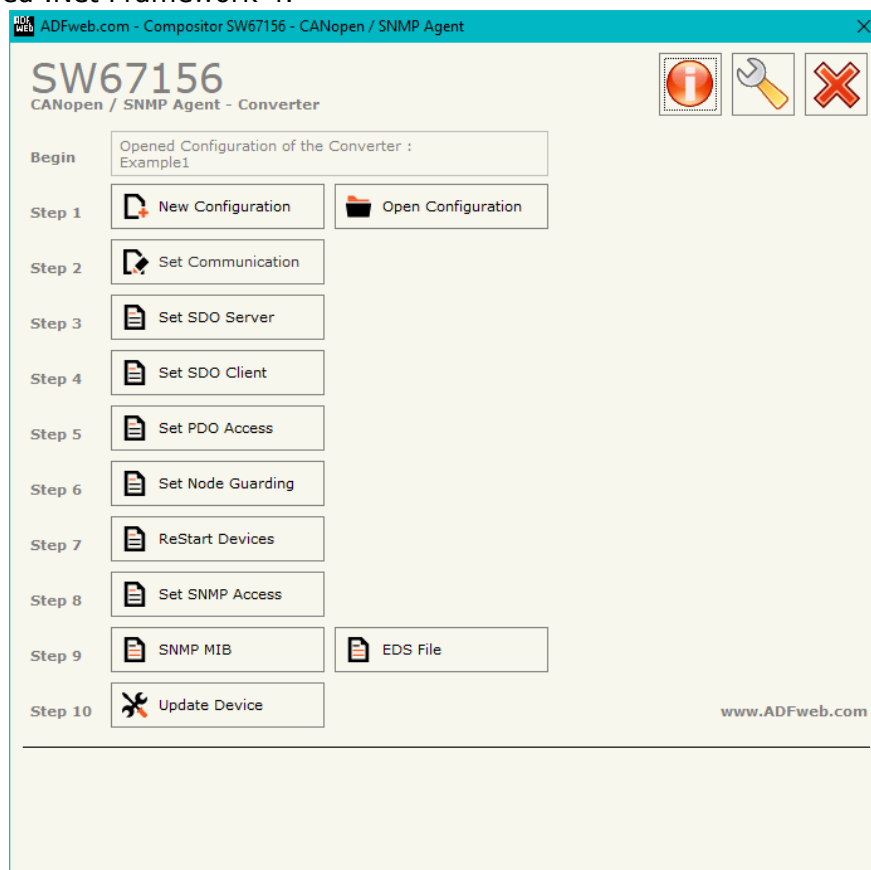 .Net Framework 4.
ADFweb.com - Compositor SW67156 - CANopen / SNMP Agent
SW67156
CANopen / SNMP Agent - Converter
Begin
Opened Configuration of the Converter :
Example1
Step 1
New Configuration
Open Configuration
Step 2
Set Communication
Step 3
Set SDO Server
Step 4
Set SDO Client
Step 5
Set PDO Access
Step 6
Set Node Guarding
Step 7
ReStart Devices
Step 8
Set SNMP Access
Step 9
SNMP MIB
EDS File
Step 10
Update Device
www.ADFweb.com